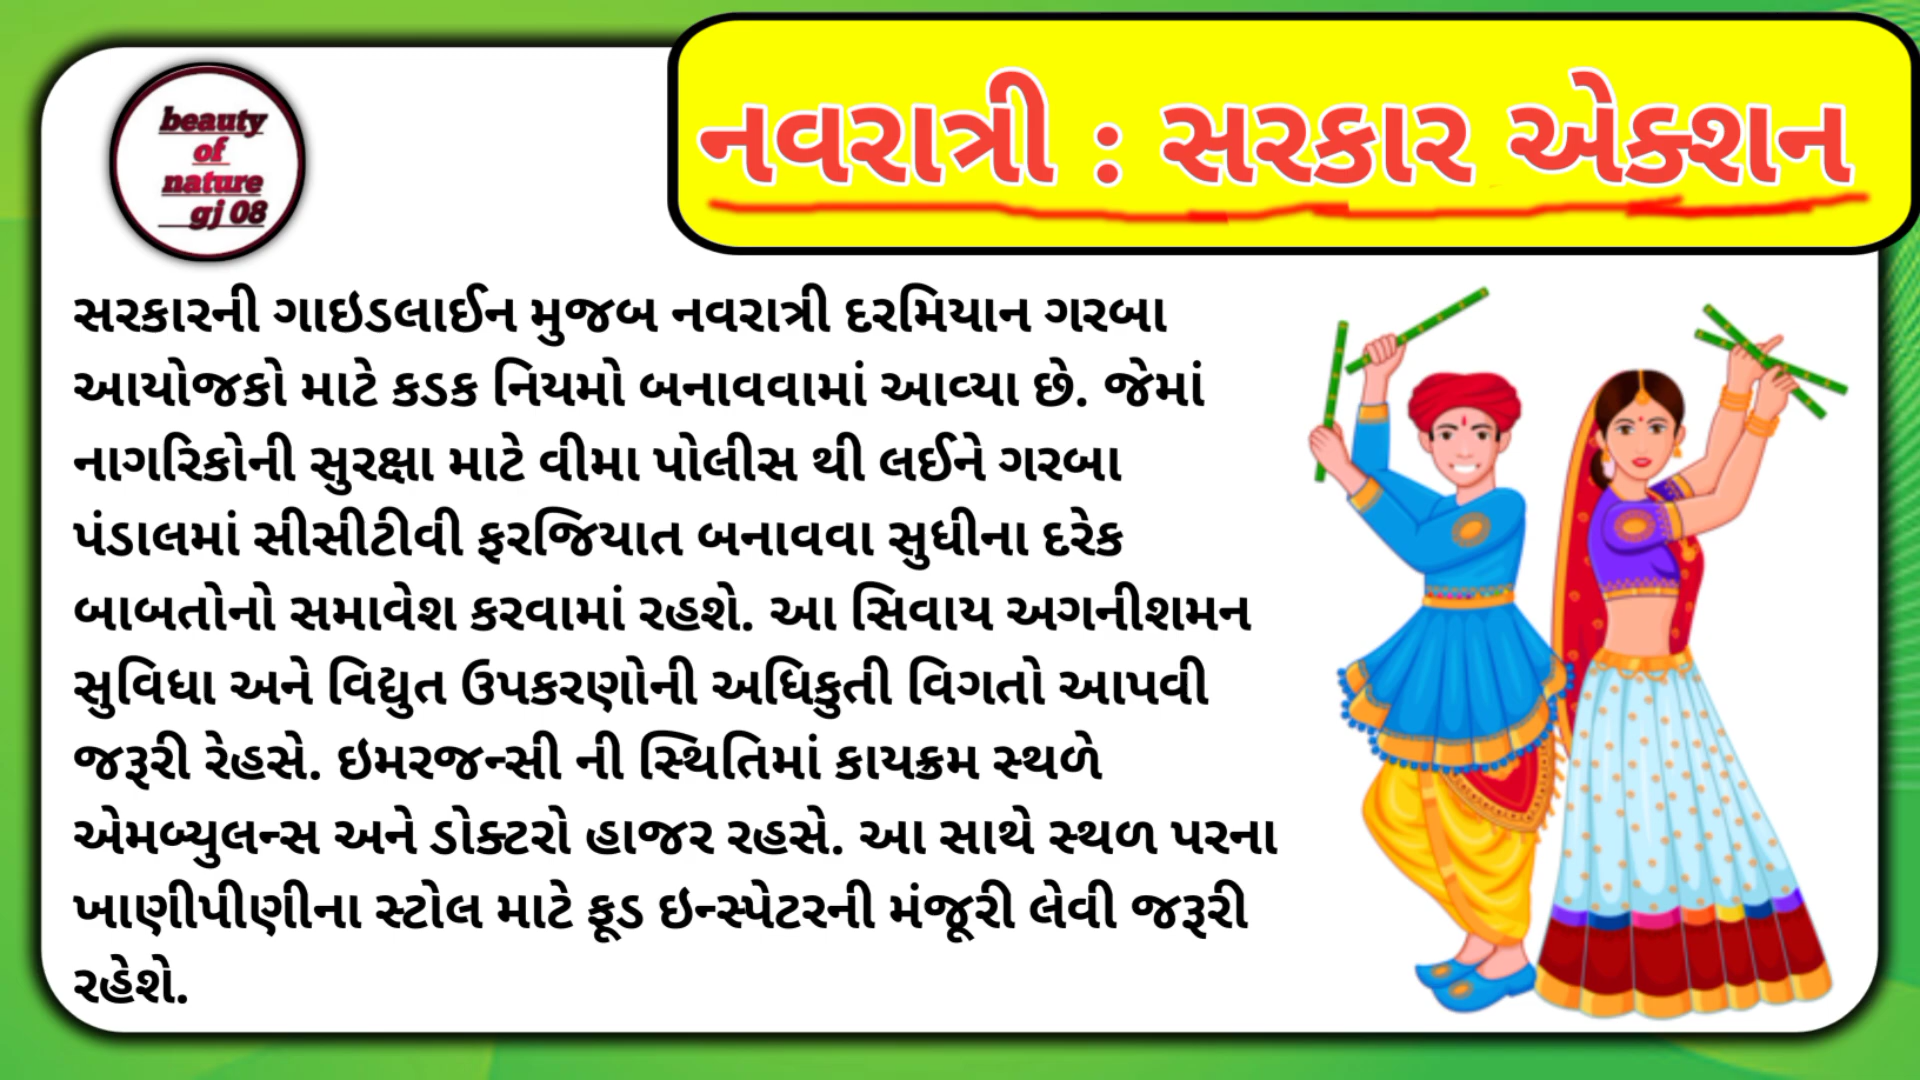 beauty
of
nature
gj 08
નવરાત્રી : સરકાર એક્શન
સરકારની ગાઇડલાઈન મુજબ નવરાત્રી દરમિયાન ગરબા
આયોજકો માટે કડક નિયમો બનાવવામાં આવ્યા છે. જેમાં
નાગરિકોની સુરક્ષા માટે વીમા પોલીસ થી લઈને ગરબા
પંડાલમાં સીસીટીવી ફરજિયાત બનાવવા સુધીના દરેક
બાબતોનો સમાવેશ કરવામાં રહશે. આ સિવાય અગનીશમન
સુવિધા અને વિદ્યુત ઉપકરણોની અધિકુતી વિગતો આપવી
જરૂરી રેહસે. ઇમરજન્સી ની સ્થિતિમાં કાયક્રમ સ્થળે
એમબ્યુલન્સ અને ડોક્ટરો હાજર રહસે. આ સાથે સ્થળ પરના
ખાણીપીણીના સ્ટોલ માટે ફૂડ ઇન્સ્પેટરની મંજૂરી લેવી જરૂરી
રહેશે.